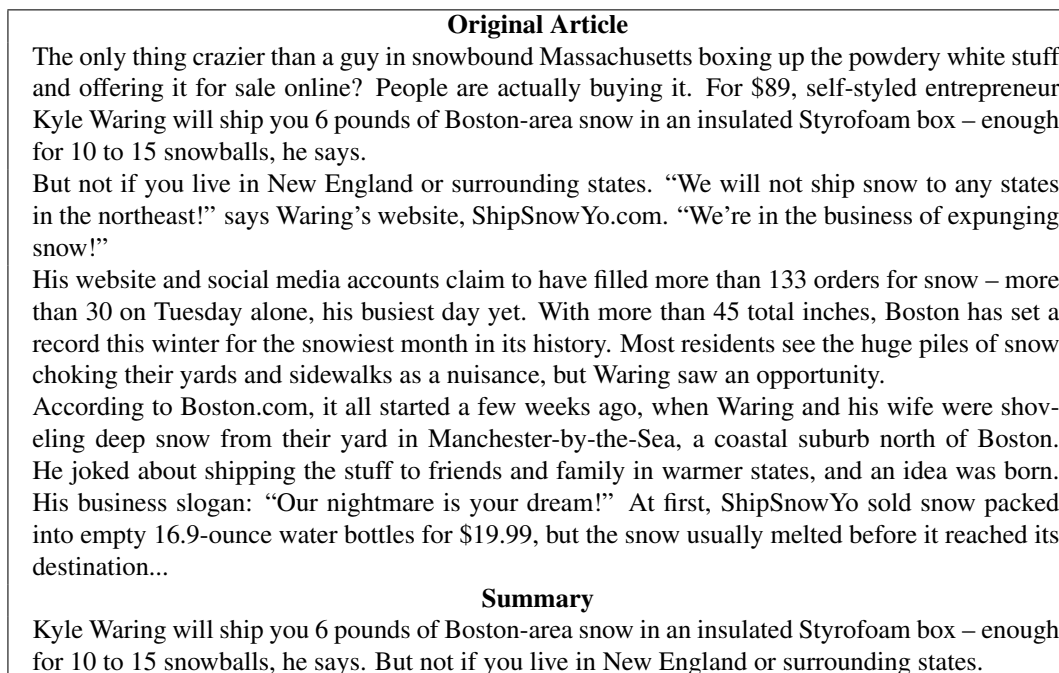 Original Article
The only thing crazier than a guy in snowbound Massachusetts boxing up the powdery white stuff
and offering it for sale online? People are actually buying it. For $89, self-styled entrepreneur
Kyle Waring will ship you 6 pounds of Boston-area snow in an insulated Styrofoam box – enough
for 10 to 15 snowballs, he says.
But not if you live in New England or surrounding states. “We will not ship snow to any states
in the northeast!” says Waring’s website, ShipSnowYo.com. “We’re in the business of expunging
snow!”
His website and social media accounts claim to have filled more than 133 orders for snow – more
than 30 on Tuesday alone, his busiest day yet. With more than 45 total inches, Boston has set a
record this winter for the snowiest month in its history. Most residents see the huge piles of snow
choking their yards and sidewalks as a nuisance, but Waring saw an opportunity.
According to Boston.com, it all started a few weeks ago, when Waring and his wife were shov-
eling deep snow from their yard in Manchester-by-the-Sea, a coastal suburb north of Boston.
He joked about shipping the stuff to friends and family in warmer states, and an idea was born.
His business slogan: “Our nightmare is your dream!” At first, ShipSnowYo sold snow packed
into empty 16.9-ounce water bottles for $19.99, but the snow usually melted before it reached its
destination...
Summary
Kyle Waring will ship you 6 pounds of Boston-area snow in an insulated Styrofoam box – enough
for 10 to 15 snowballs, he says. But not if you live in New England or surrounding states.